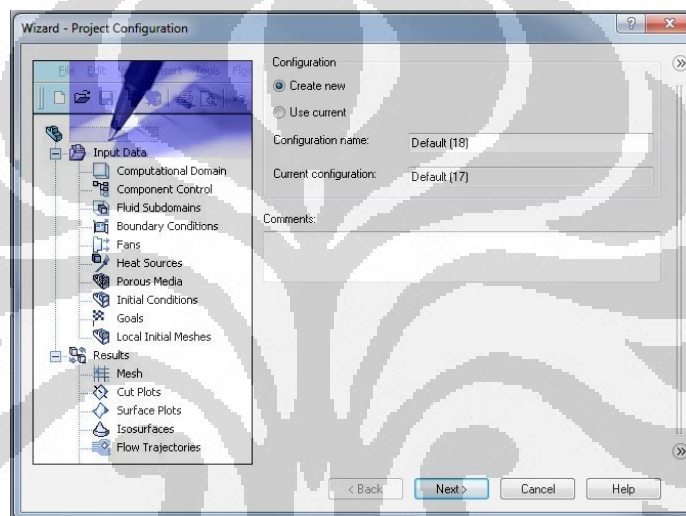 Wizard - Project Configuration
File Edit Insert Tools
Input Data
Computational Domain
Component Control
Fluid Subdomains
Boundary Conditions
Fans
Heat Sources
Porous Media
Initial Conditions
Goals
Local Initial Meshes
Results
Mesh
Cut Plots
Surface Plots
Isosurfaces
Flow Trajectories
Configuration
Create new
Use current
Configuration name: Default (18)
Current configuration: Default (17)
Comments:
< Back Next > Cancel Help